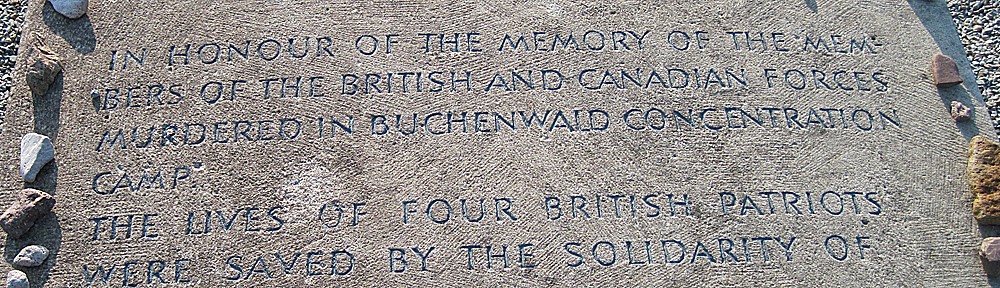 IN HONOUR OF THE MEMORY OF THE MEM-
BERS OF THE BRITISH AND CANADIAN FORCES
MURDERED IN BUCHENWALD CONCENTRATION
CAMP.
THE LIVES OF FOUR BRITISH PATRIOTS
WERE SAVED BY THE SOLIDARITY OF